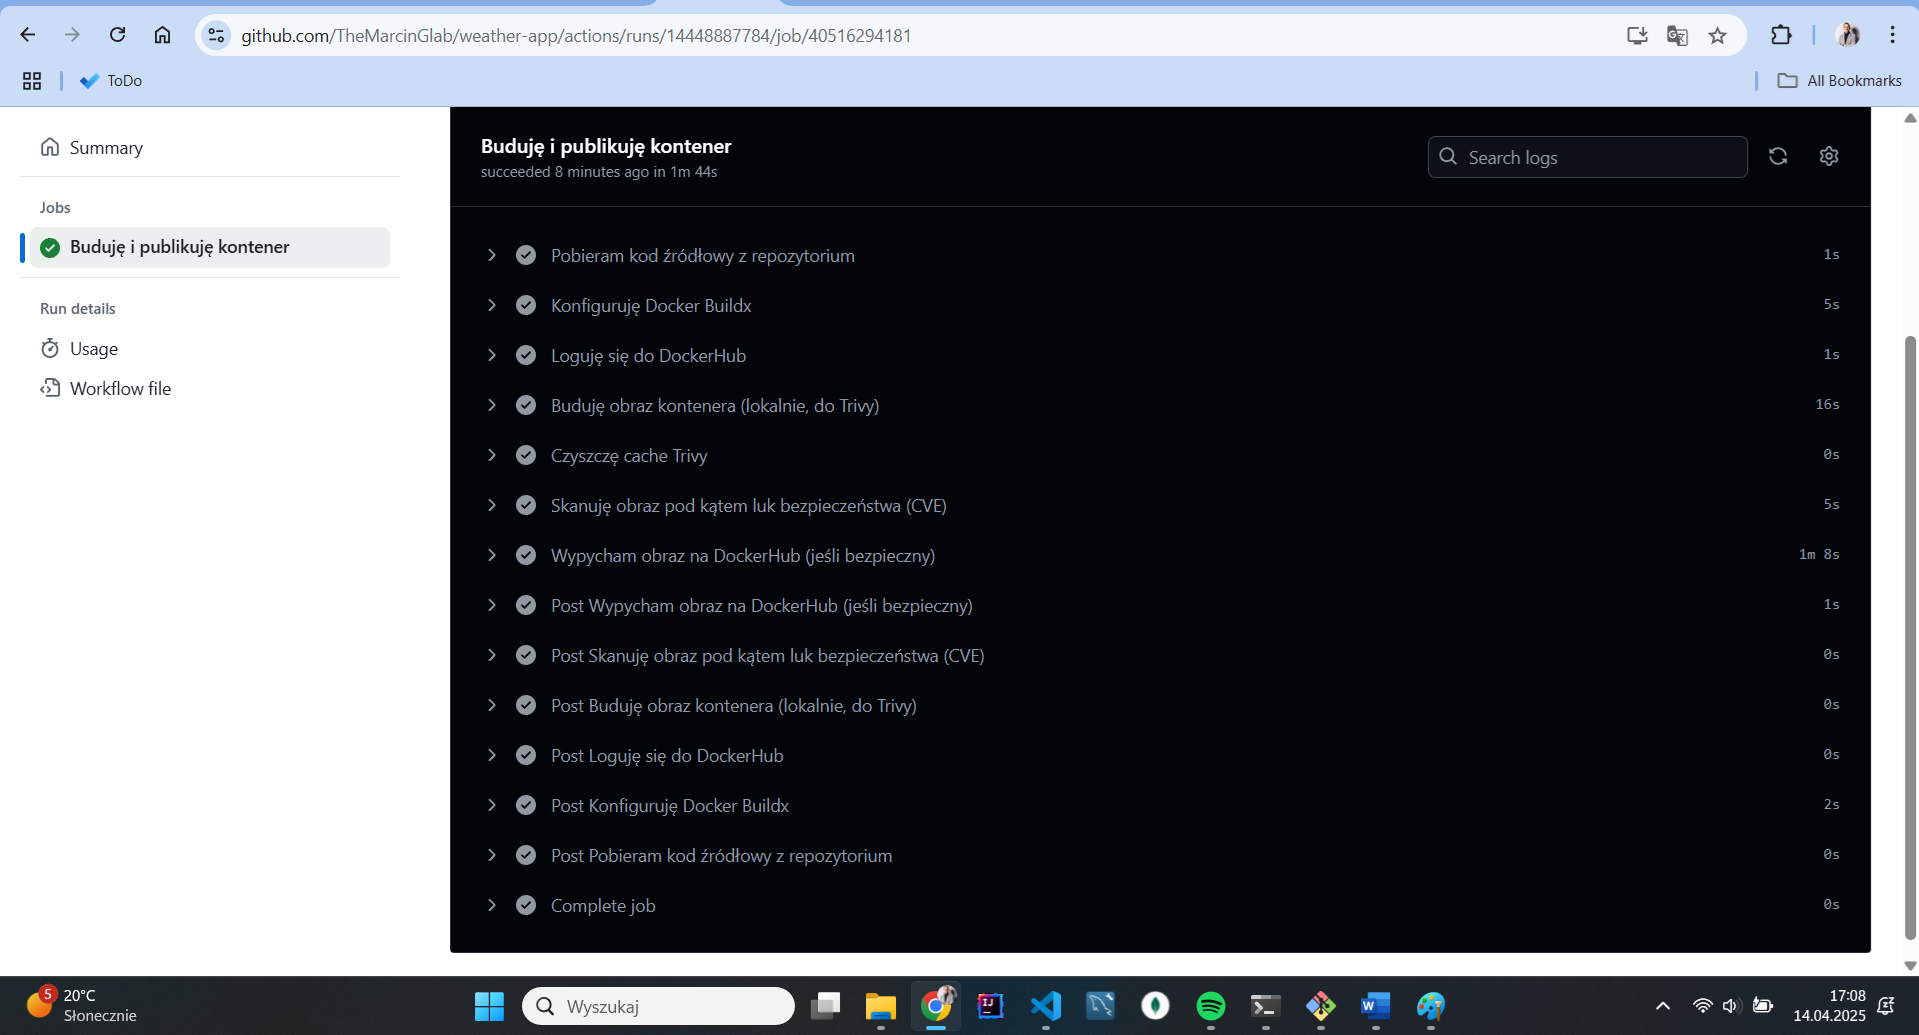 github.com/TheMarcinGlab/weather-app/actions/runs/14448887784/job/40516294181
ToDo
All Bookmarks
Summary
Jobs
Buduję i publikuję kontener
Run details
Usage
Workflow file
Buduję i publikuję kontener
succeeded 8 minutes ago in 1m 44s
Search logs
Pobieram kod źródłowy z repozytorium 1s
Konfiguruję Docker Buildx 5s
Loguję się do DockerHub 1s
Buduję obraz kontenera (lokalnie, do Trivy) 16s
Czyszczę cache Trivy 0s
Skanuję obraz pod kątem luk bezpieczeństwa (CVE) 5s
Wypycham obraz na DockerHub (jeśli bezpieczny) 1m 8s
Post Wypycham obraz na DockerHub (jeśli bezpieczny) 1s
Post Skanuję obraz pod kątem luk bezpieczeństwa (CVE) 0s
Post Buduję obraz kontenera (lokalnie, do Trivy) 0s
Post Loguję się do DockerHub 0s
Post Konfiguruję Docker Buildx 2s
Post Pobieram kod źródłowy z repozytorium 0s
Complete job 0s
5
20°C
Słonecznie
Wyszukaj
IJ
W
17:08
14.04.2025